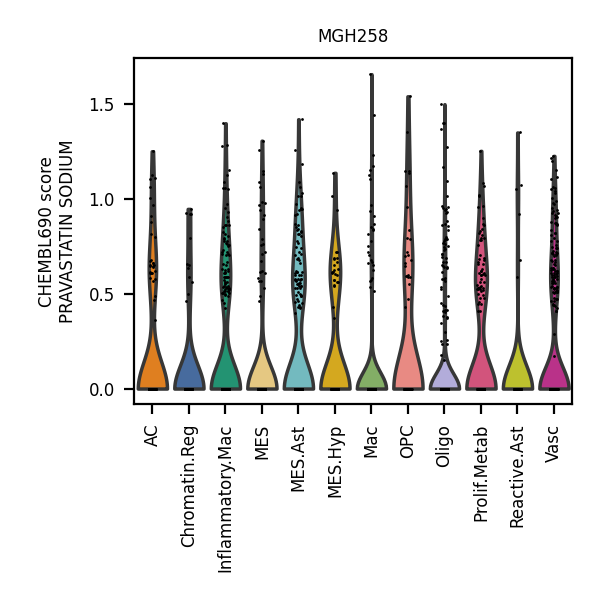 MGH258
CHEMBL690 score
PRAVASTATIN SODIUM
1.5
1.0
0.5
0.0
AC
Chromatin.Reg
Inflammatory.Mac
MES
MES.Ast
MES.Hyp
Mac
OPC
Oligo
Prolif.Metab
Reactive.Ast
Vasc